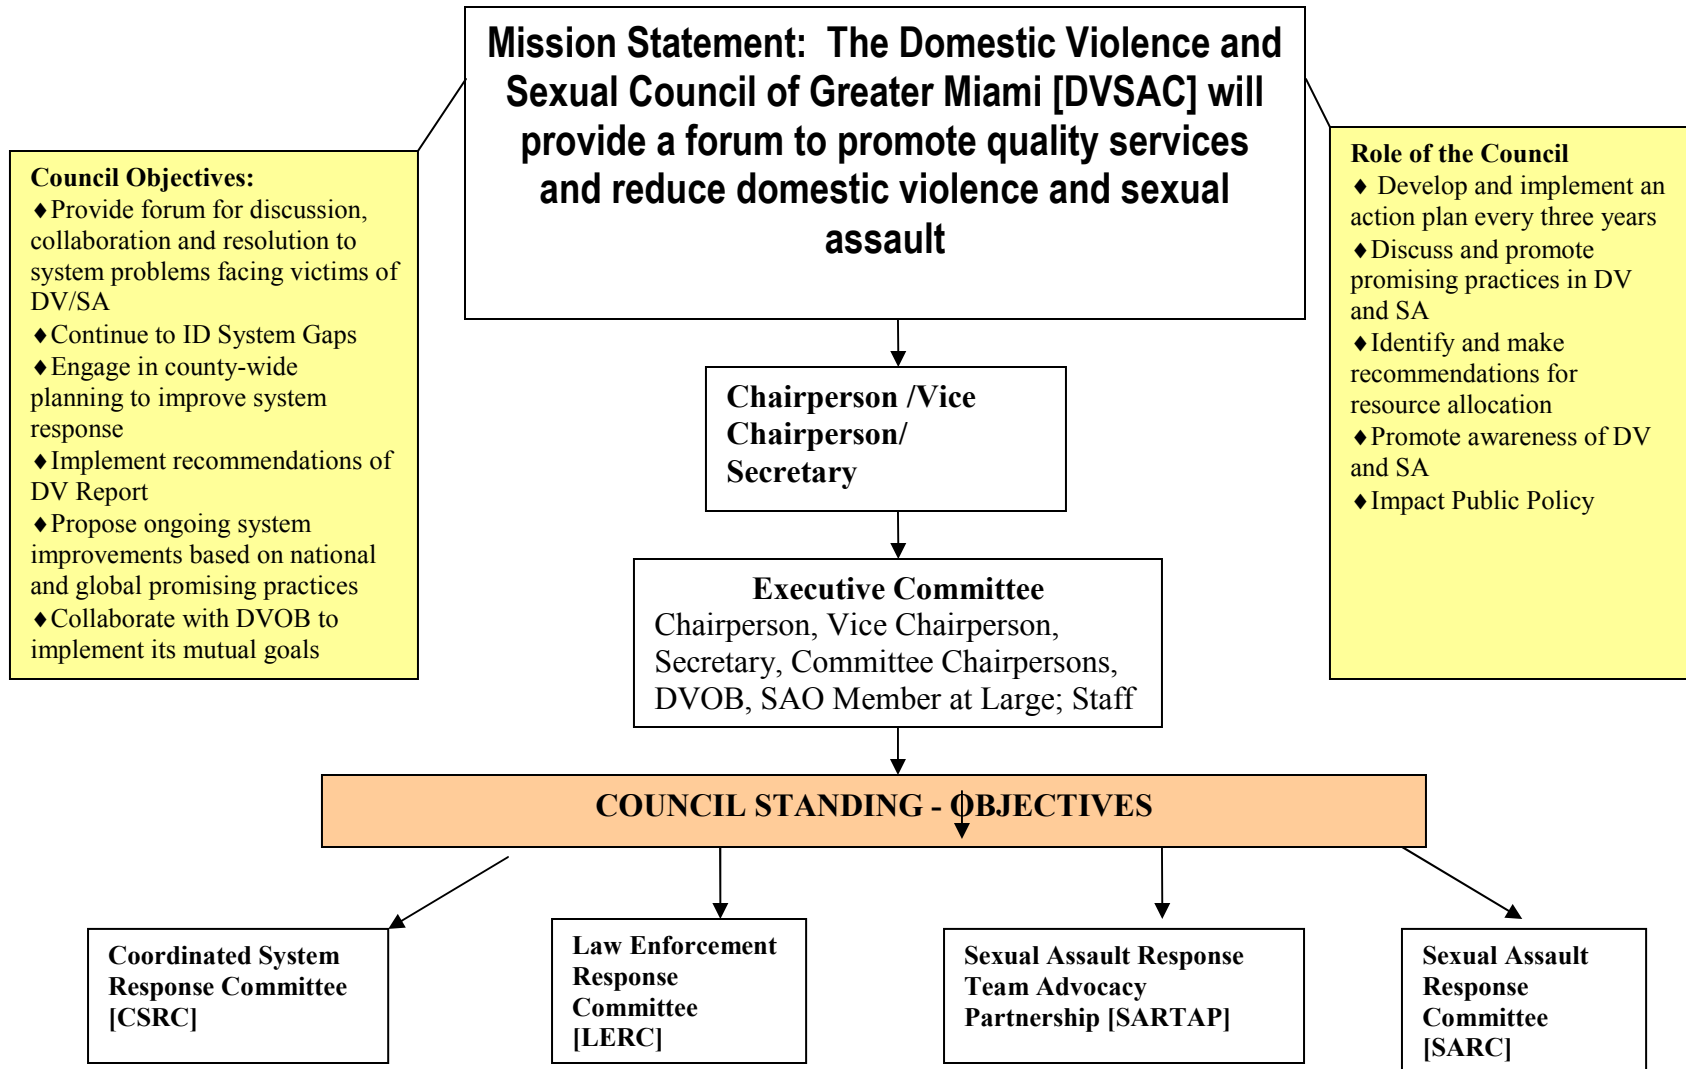 Mission Statement:  The Domestic Violence and
Sexual Council of Greater Miami [DVSAC] will
provide a forum to promote quality services
and reduce domestic violence and sexual
assault
Council Objectives:
♦Provide forum for discussion,
collaboration and resolution to
system problems facing victims of
DV/SA
♦Continue to ID System Gaps
♦Engage in county-wide
planning to improve system
response
♦Implement recommendations of
DV Report
♦Propose ongoing system
improvements based on national
and global promising practices
♦Collaborate with DVOB to
implement its mutual goals
Role of the Council
♦ Develop and implement an
action plan every three years
♦Discuss and promote
promising practices in DV
and SA
♦Identify and make
recommendations for
resource allocation
♦Promote awareness of DV
and SA
♦Impact Public Policy
Chairperson /Vice
Chairperson/
Secretary
Executive Committee
Chairperson, Vice Chairperson,
Secretary, Committee Chairpersons,
DVOB, SAO Member at Large; Staff
COUNCIL STANDING - OBJECTIVES
Coordinated System
Response Committee
[CSRC]
Law Enforcement
Response
Committee
[LERC]
Sexual Assault Response
Team Advocacy
Partnership [SARTAP]
Sexual Assault
Response
Committee
[SARC]